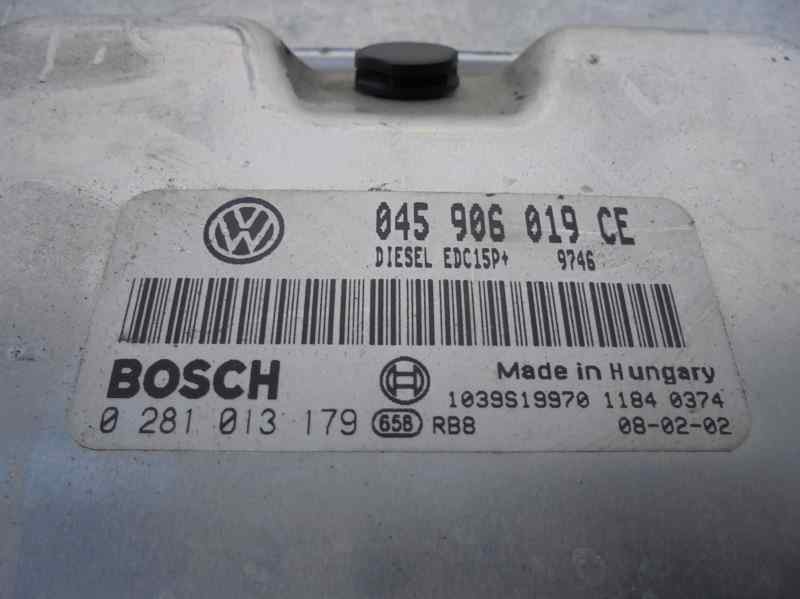 045 906 019 CE
DIESEL EDC15P+ 9746
BOSCH
Made in Hungary
1039S19970 1184 0374
0 281 013 179 658 RB8 08-02-02